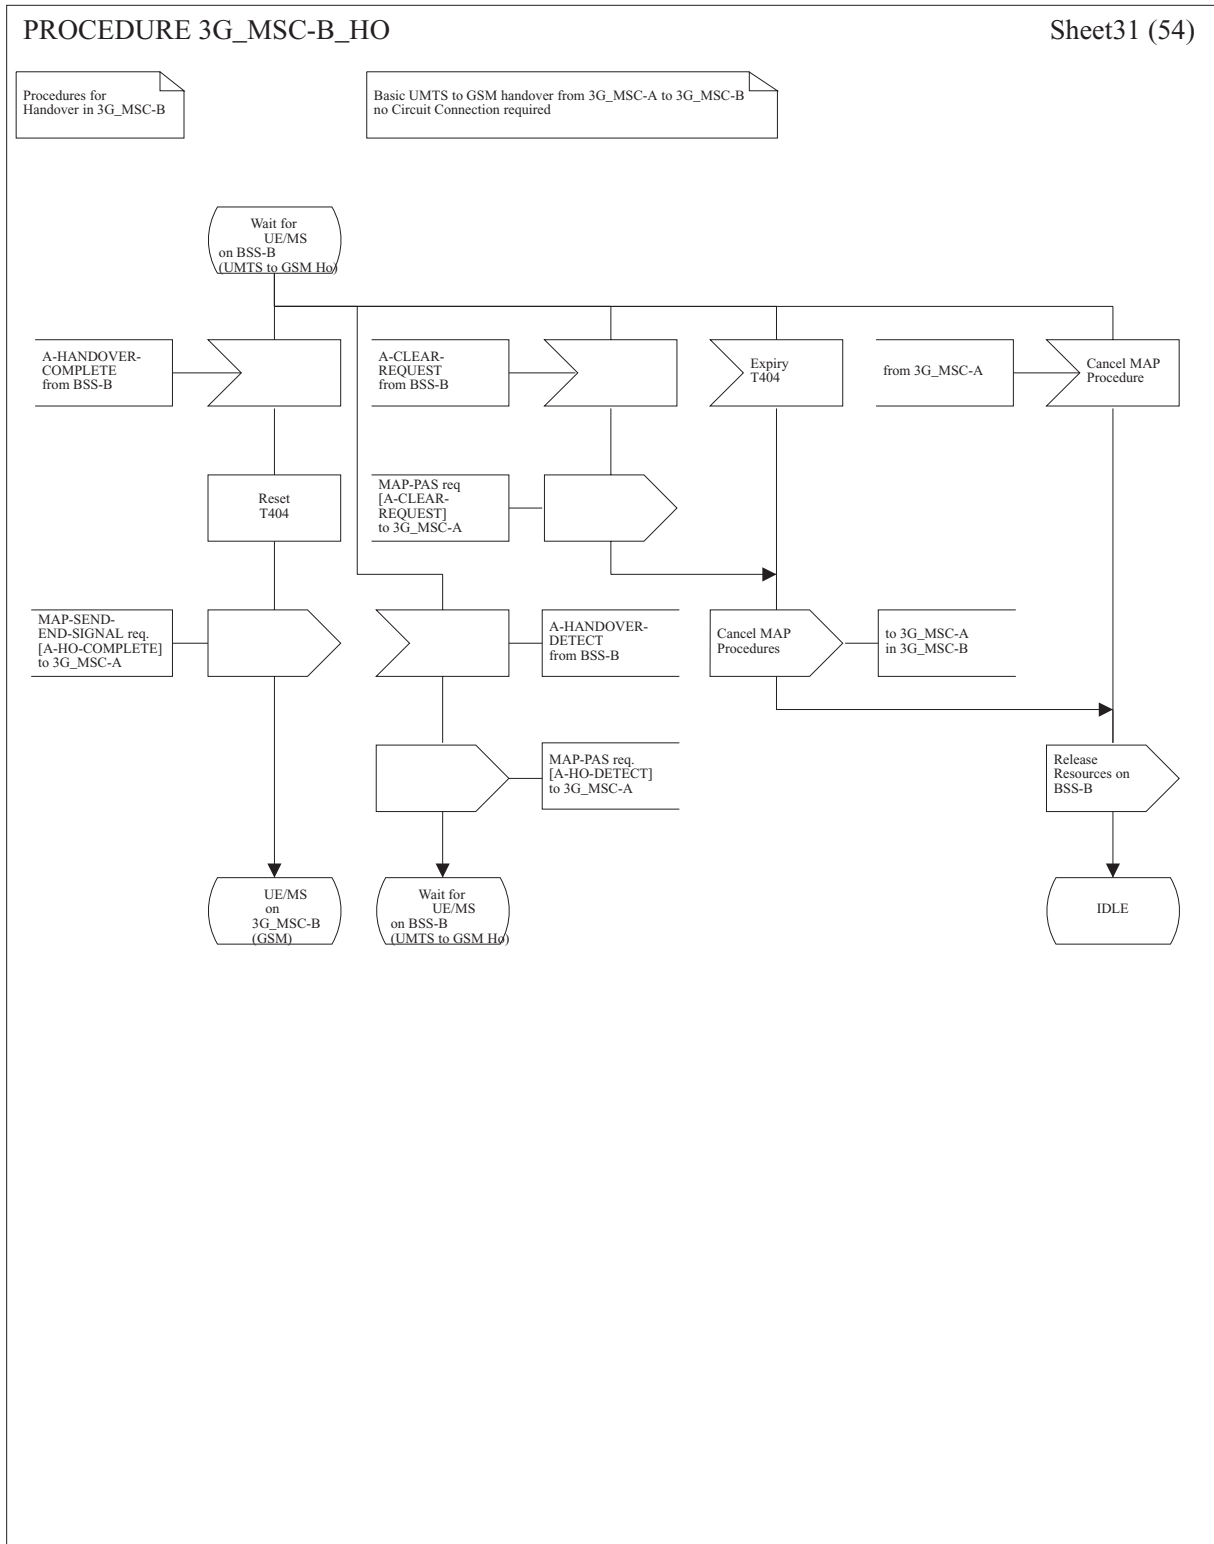 PROCEDURE 3G_MSC-B_HO
Sheet31 (54)
Procedures for
Handover in 3G_MSC-B
Basic UMTS to GSM handover from 3G_MSC-A to 3G_MSC-B
no Circuit Connection required
Wait for
UE/MS
on BSS-B
(UMTS to GSM Ho)
A-HANDOVER-
COMPLETE
from BSS-B
A-CLEAR-
REQUEST
from BSS-B
Expiry
T404
from 3G_MSC-A
Cancel MAP
Procedure
Reset
T404
MAP-PAS req
[A-CLEAR-
REQUEST]
to 3G_MSC-A
MAP-SEND-
END-SIGNAL req.
[A-HO-COMPLETE]
to 3G_MSC-A
A-HANDOVER-
DETECT
from BSS-B
Cancel MAP
Procedures
to 3G_MSC-A
in 3G_MSC-B
MAP-PAS req.
[A-HO-DETECT]
to 3G_MSC-A
Release
Resources on
BSS-B
UE/MS
on
3G_MSC-B
(GSM)
Wait for
UE/MS
on BSS-B
(UMTS to GSM Ho)
IDLE